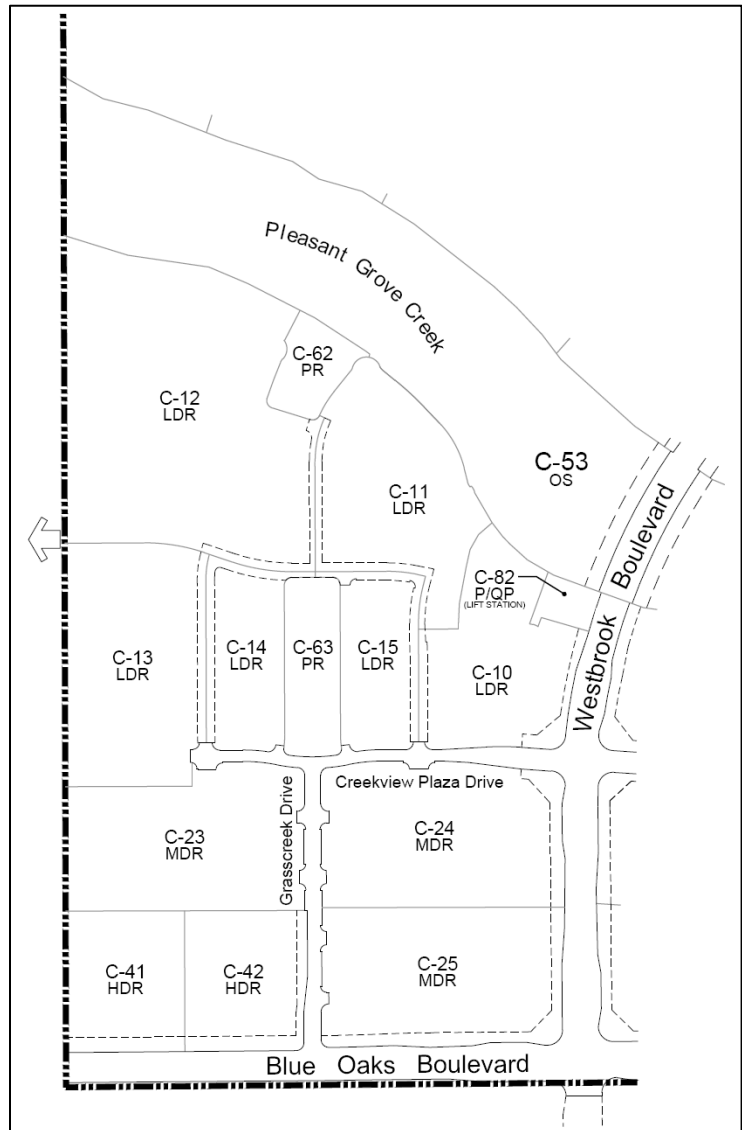 Pleasant Grove Creek
C-62
PR
C-12
LDR
C-53
OS
C-11
LDR
Westbrook Boulevard
C-82
P/QP
(LIFT STATION)
C-13
LDR
C-14
LDR
C-63
PR
C-15
LDR
C-10
LDR
Creekview Plaza Drive
Grasscreek Drive
C-23
MDR
C-24
MDR
C-41
HDR
C-42
HDR
C-25
MDR
Blue Oaks Boulevard